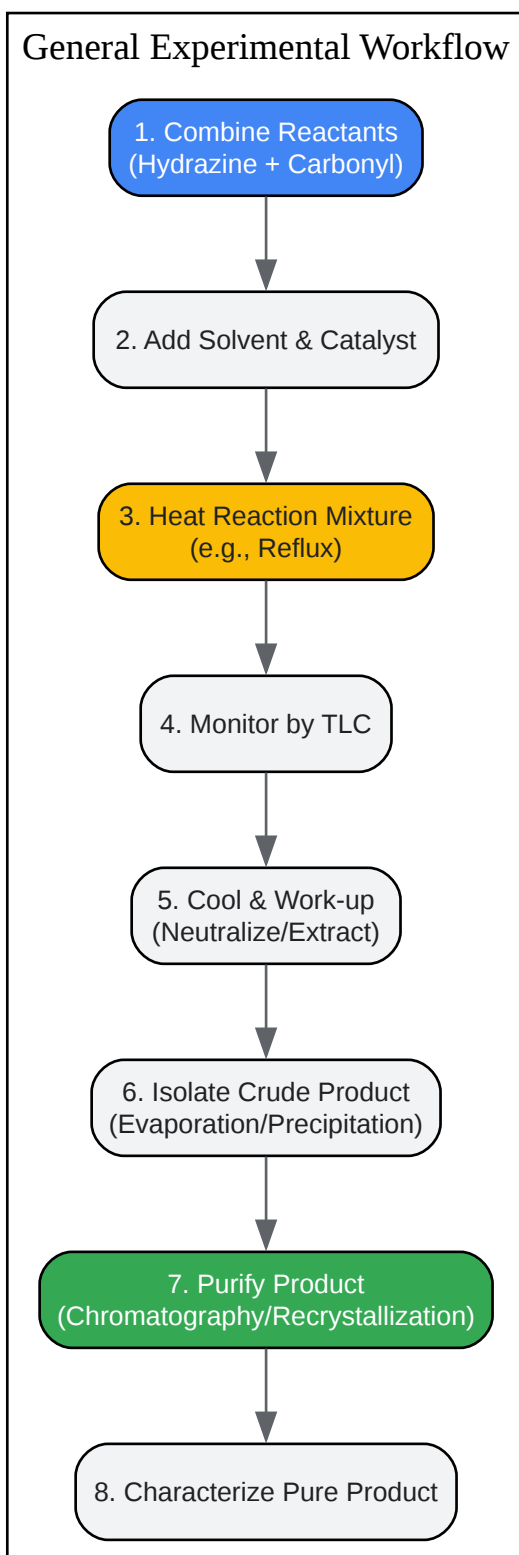 General Experimental Workflow
1. Combine Reactants
(Hydrazine + Carbonyl)
2. Add Solvent & Catalyst
3. Heat Reaction Mixture
(e.g., Reflux)
4. Monitor by TLC
5. Cool & Work-up
(Neutralize/Extract)
6. Isolate Crude Product
(Evaporation/Precipitation)
7. Purify Product
(Chromatography/Recrystallization)
8. Characterize Pure Product